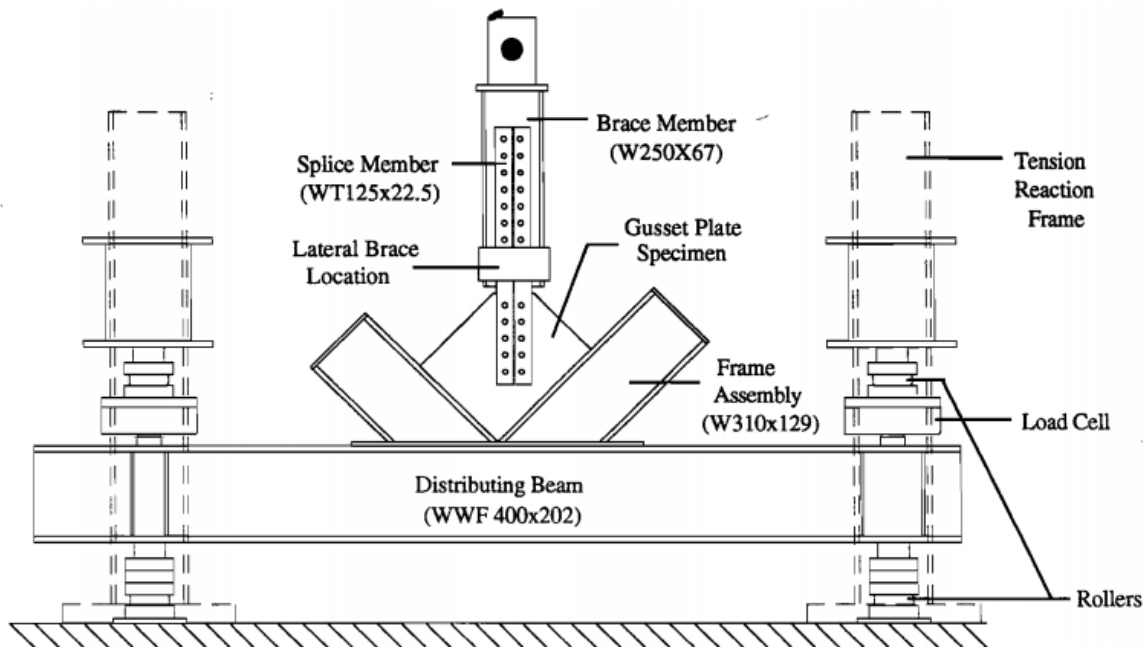 Brace Member
(W250X67)
Splice Member
(WT125x22.5)
Tension
Reaction
Frame
Gusset Plate
Specimen
Lateral Brace
Location
Frame
Assembly
(W310x129)
Load Cell
Distributing Beam
(WWF 400x202)
Rollers